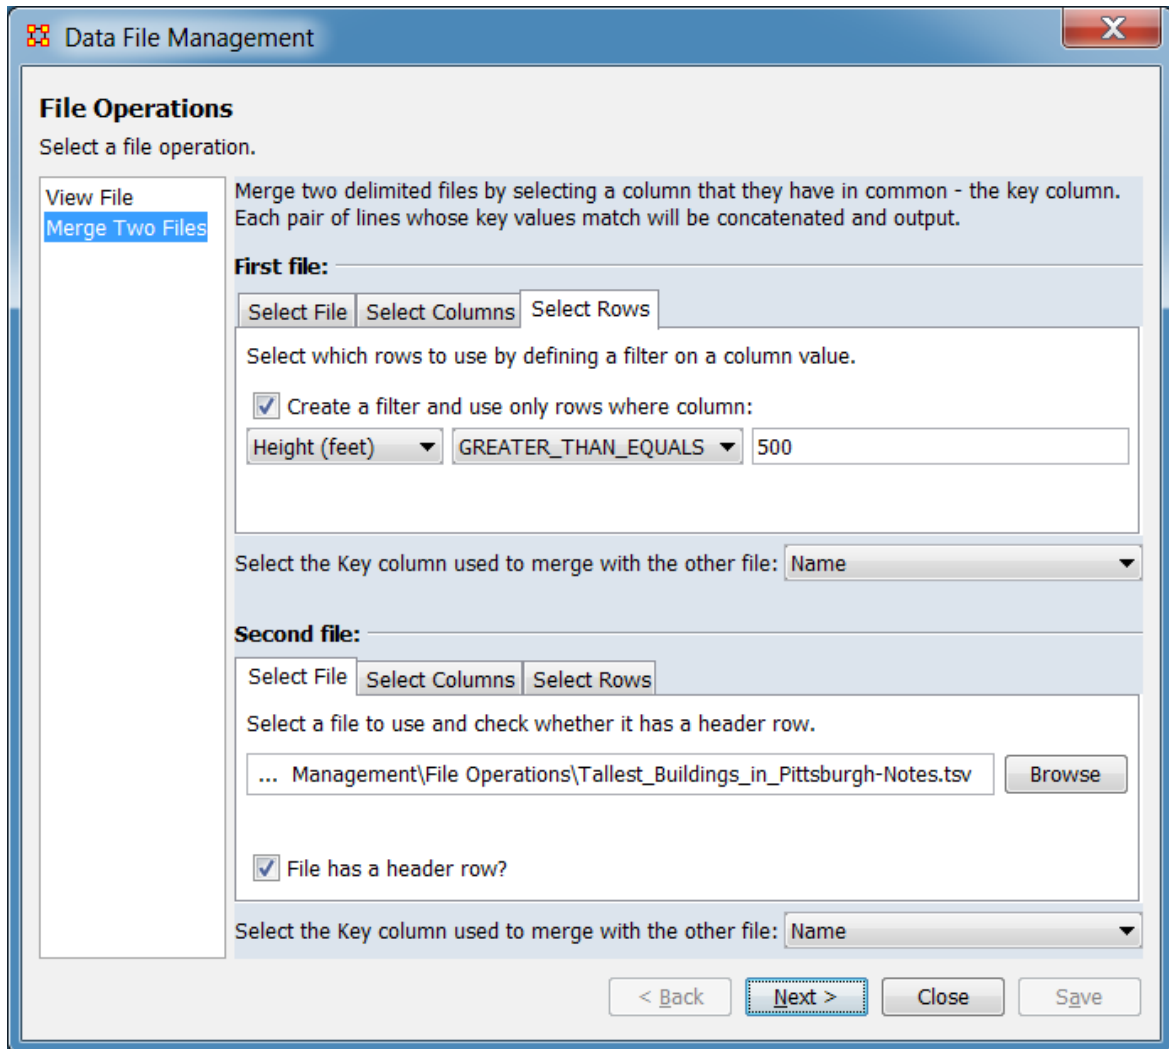 Data File Management
X
File Operations
Select a file operation.
View File
Merge Two Files
Merge two delimited files by selecting a column that they have in common - the key column.
Each pair of lines whose key values match will be concatenated and output.
First file:
Select File Select Columns Select Rows
Select which rows to use by defining a filter on a column value.
Create a filter and use only rows where column:
Height (feet) GREATER_THAN_EQUALS 500
Select the Key column used to merge with the other file: Name
Second file:
Select File Select Columns Select Rows
Select a file to use and check whether it has a header row.
... Management\File Operations\Tallest_Buildings_in_Pittsburgh-Notes.tsv Browse
File has a header row?
Select the Key column used to merge with the other file: Name
< Back Next > Close Save